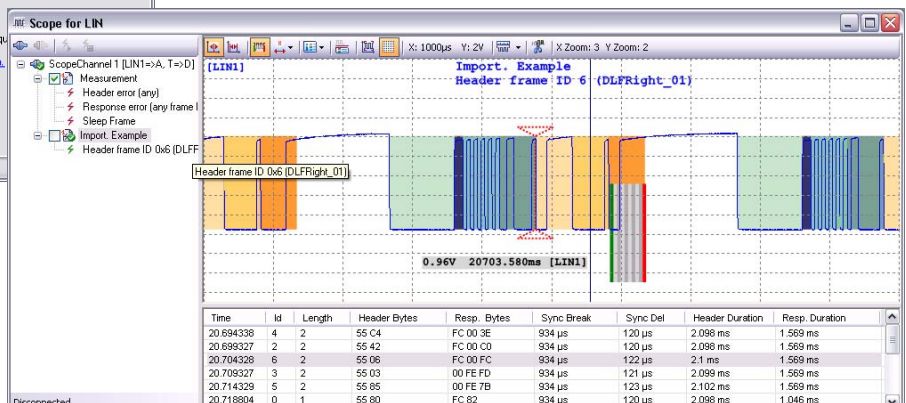 Scope for LIN
X: 1000µs Y: 2V
X Zoom: 3 Y Zoom: 2
ScopeChannel 1 [LIN1=>A, T=>D]
Measurement
Header error (any)
Response error (any frame I
Sleep Frame
Import. Example
Header frame ID 0x6 (DLFF
Header frame ID 0x6 (DLFRight_01)
[LIN1]
Import. Example
Header frame ID 6 (DLFRight_01)
0.96V 20703.580ms [LIN1]
Time Id Length Header Bytes Resp. Bytes Sync Break Sync Del Header Duration Resp. Duration
20.694338 4 2 55 C4 FC 00 3E 934 µs 120 µs 2.098 ms 1.569 ms
20.699327 2 2 55 42 FC 00 C0 934 µs 120 µs 2.098 ms 1.569 ms
20.704328 6 2 55 06 FC 00 FC 934 µs 122 µs 2.1 ms 1.569 ms
20.709327 3 2 55 03 00 FE FD 934 µs 121 µs 2.099 ms 1.569 ms
20.714329 5 2 55 85 00 FE 7B 934 µs 123 µs 2.102 ms 1.569 ms
20.718804 0 1 55 80 FC 82 934 µs 120 µs 2.098 ms 1.046 ms
Disconnected